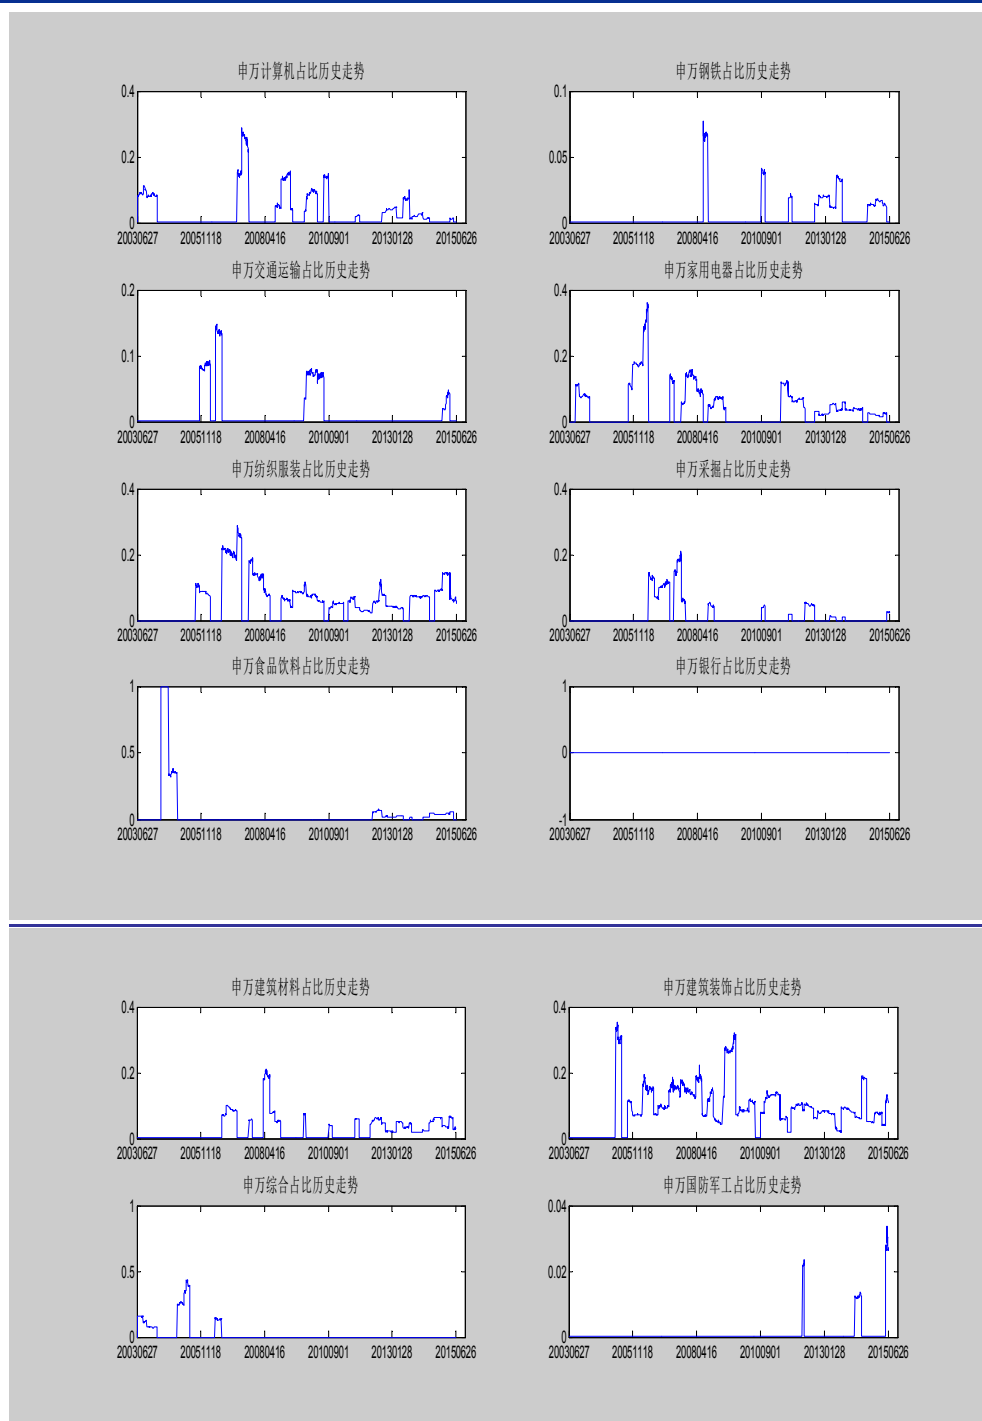 申万计算机占比历史走势
0.4
0.2
0
20030627 20051118 20080416 20100901 20130128 20150626
申万钢铁占比历史走势
0.1
0.05
0
20030627 20051118 20080416 20100901 20130128 20150626
申万交通运输占比历史走势
0.2
0.1
0
20030627 20051118 20080416 20100901 20130128 20150626
申万家用电器占比历史走势
0.4
0.2
0
20030627 20051118 20080416 20100901 20130128 20150626
申万纺织服装占比历史走势
0.4
0.2
0
20030627 20051118 20080416 20100901 20130128 20150626
申万采掘占比历史走势
0.4
0.2
0
20030627 20051118 20080416 20100901 20130128 20150626
申万食品饮料占比历史走势
1
0.5
0
20030627 20051118 20080416 20100901 20130128 20150626
申万银行占比历史走势
1
0
-1
20030627 20051118 20080416 20100901 20130128 20150626
申万建筑材料占比历史走势
0.4
0.2
0
20030627 20051118 20080416 20100901 20130128 20150626
申万建筑装饰占比历史走势
0.4
0.2
0
20030627 20051118 20080416 20100901 20130128 20150626
申万综合占比历史走势
1
0.5
0
20030627 20051118 20080416 20100901 20130128 20150626
申万国防军工占比历史走势
0.04
0.02
0
20030627 20051118 20080416 20100901 20130128 20150626